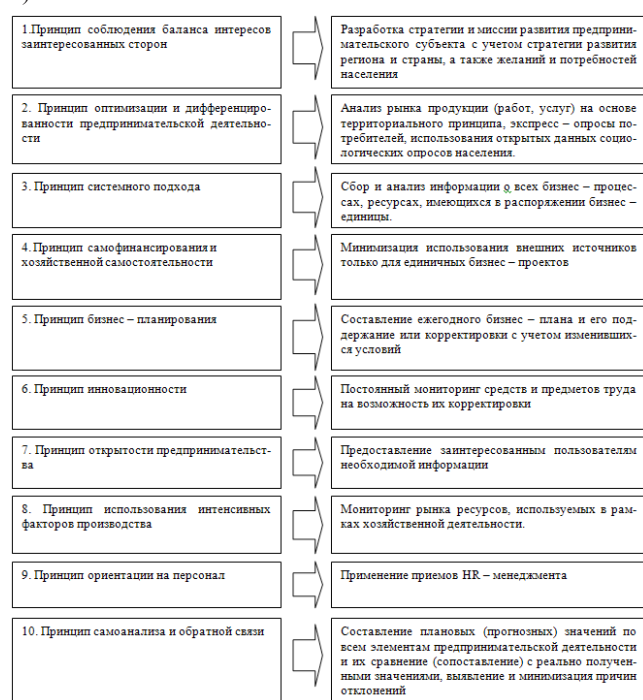 1.Принцип соблюдения баланса интересов
заинтересованных сторон
Разработка стратегии и миссии развития предприни-
мательского субъекта с учетом стратегии развития
региона и страны, а также желаний и потребностей
населения
2. Принцип оптимизации и дифференциро-
ванности предпринимательской деятельно-
сти
Анализ рынка продукции (работ, услуг) на основе
территориального принципа, экспресс – опросы по-
требителей, использования открытых данных социо-
логических опросов населения.
3. Принцип системного подхода
Сбор и анализ информации о всех бизнес – процес-
сах, ресурсах, имеющихся в распоряжении бизнес –
единицы.
4. Принцип самофинансирования и
хозяйственной самостоятельности
Минимизация использования внешних источников
только для единичных бизнес – проектов
5. Принцип бизнес – планирования
Составление ежегодного бизнес – плана и его под-
держание или корректировки с учетом изменивших-
ся условий
6. Принцип инновационности
Постоянный мониторинг средств и предметов труда
на возможность их корректировки
7. Принцип открытости предпринимательст-
ва
Предоставление заинтересованным пользователям
необходимой информации
8. Принцип использования интенсивных
факторов производства
Мониторинг рынка ресурсов, используемых в рам-
ках хозяйственной деятельности.
9. Принцип ориентации на персонал
Применение приемов HR – менеджмента
10. Принцип самоанализа и обратной связи
Составление плановых (прогнозных) значений по
всем элементам предпринимательской деятельности
и их сравнение (сопоставление) с реально получен-
ными значениями, выявление и минимизация причин
отклонений